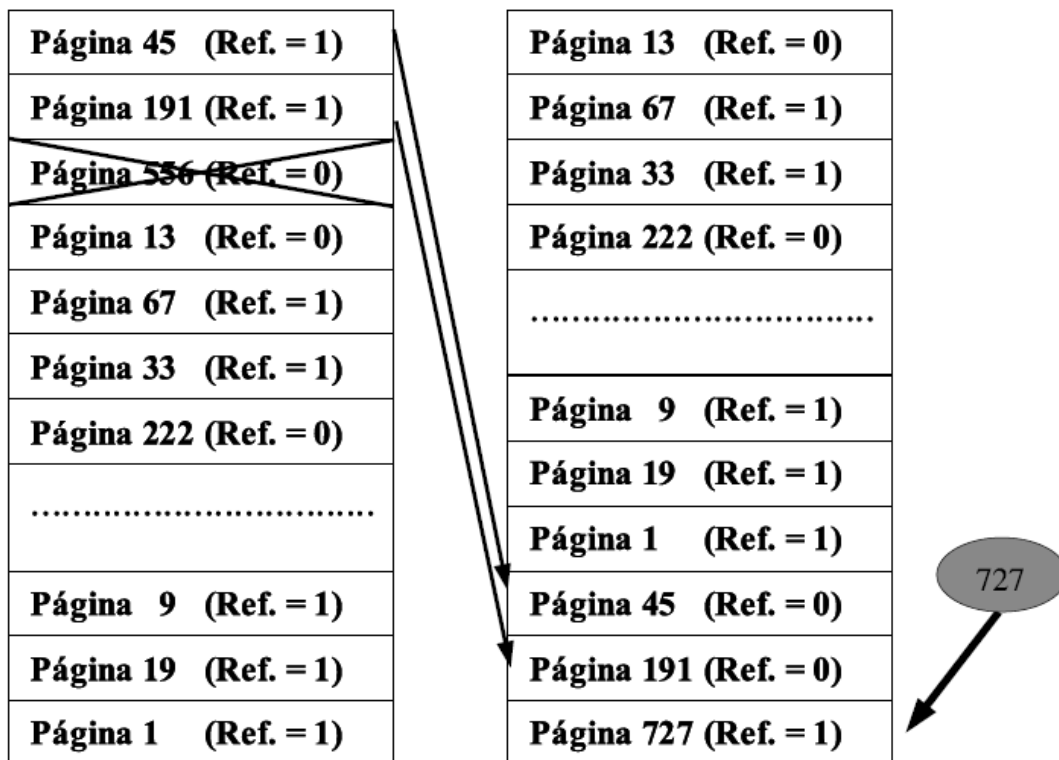 Página 45 (Ref. = 1)
Página 191 (Ref. = 1)
Página 556 (Ref. = 0)
Página 13 (Ref. = 0)
Página 67 (Ref. = 1)
Página 33 (Ref. = 1)
Página 222 (Ref. = 0)
....................................
Página 9 (Ref. = 1)
Página 19 (Ref. = 1)
Página 1 (Ref. = 1)
Página 13 (Ref. = 0)
Página 67 (Ref. = 1)
Página 33 (Ref. = 1)
Página 222 (Ref. = 0)
....................................
Página 9 (Ref. = 1)
Página 19 (Ref. = 1)
Página 1 (Ref. = 1)
Página 45 (Ref. = 0)
Página 191 (Ref. = 0)
Página 727 (Ref. = 1)
727